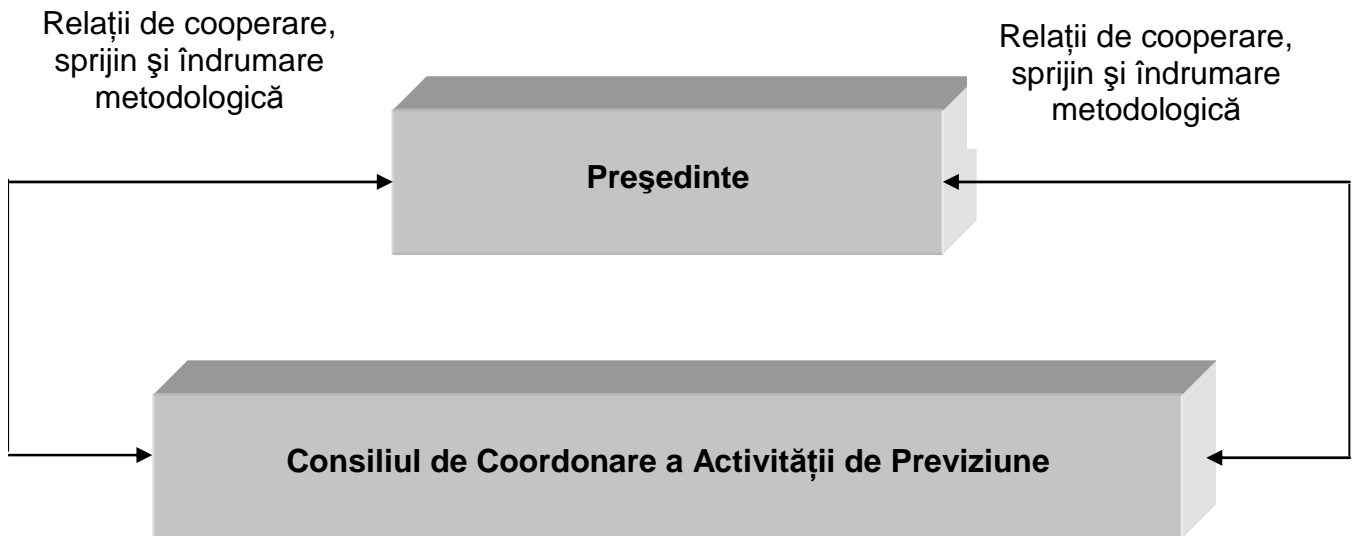 Relații de cooperare,
sprijin şi îndrumare
metodologică
Relații de cooperare,
sprijin şi îndrumare
metodologică
Preşedinte
Consiliul de Coordonare a Activității de Previziune